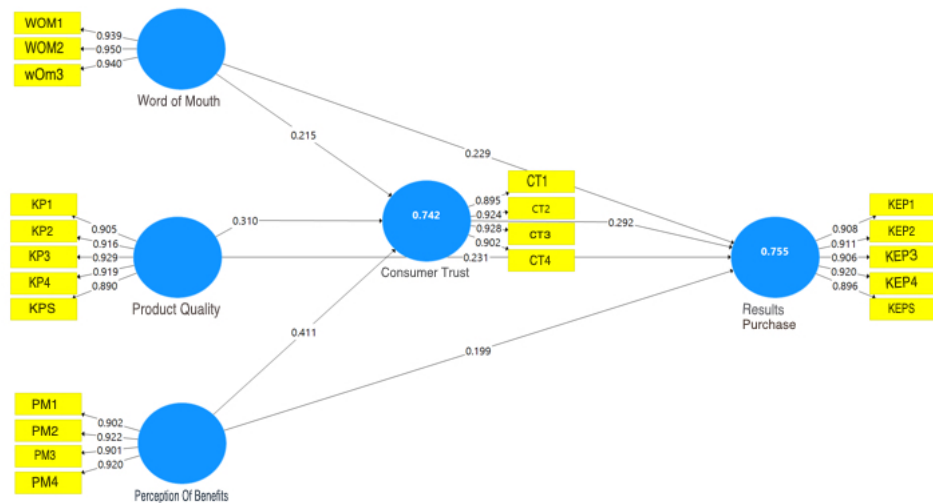 WOM1
0.939
WOM2
0.950
wOm3
0.940
Word of Mouth
0.215
0.229
KP1
0.905
KP2
0.916
KP3
0.929
KP4
0.919
KPS
0.890
Product Quality
0.310
0.742
Consumer Trust
0.895
CT1
0.924
CT2
0.928
CT3
0.902
CT4
0.292
0.231
0.411
0.199
0.755
Results
Purchase
0.908
KEP1
0.911
KEP2
0.906
KEP3
0.920
KEP4
0.896
KEPS
PM1
0.902
PM2
0.922
PM3
0.901
PM4
0.920
Perception Of Benefits